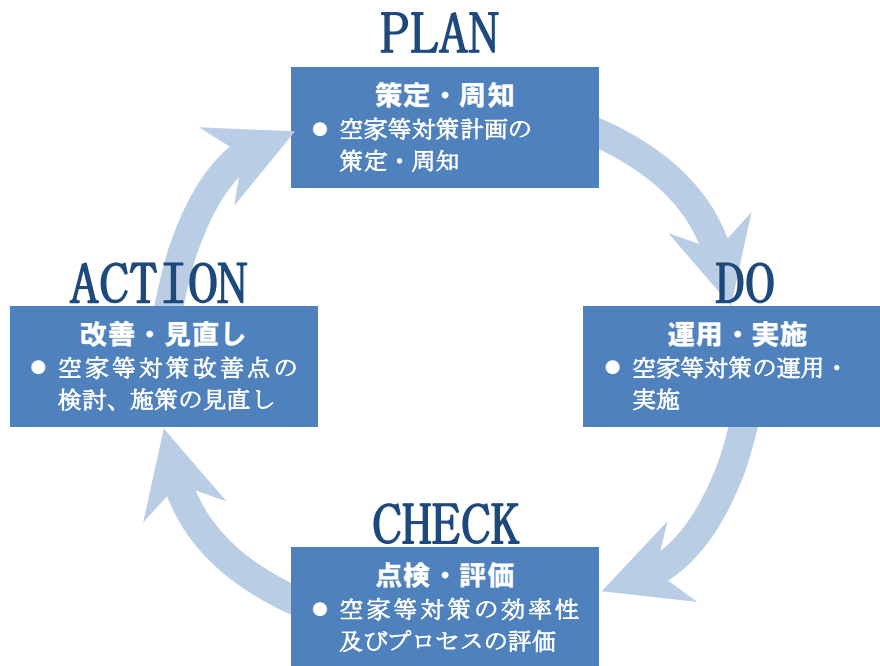 PLAN
策定・周知
● 空家等対策計画の
策定・周知
DO
運用・実施
● 空家等対策の運用・
実施
CHECK
点検・評価
● 空家等対策の効率性
及びプロセスの評価
ACTION
改善・見直し
● 空家等対策改善点の
検討、施策の見直し